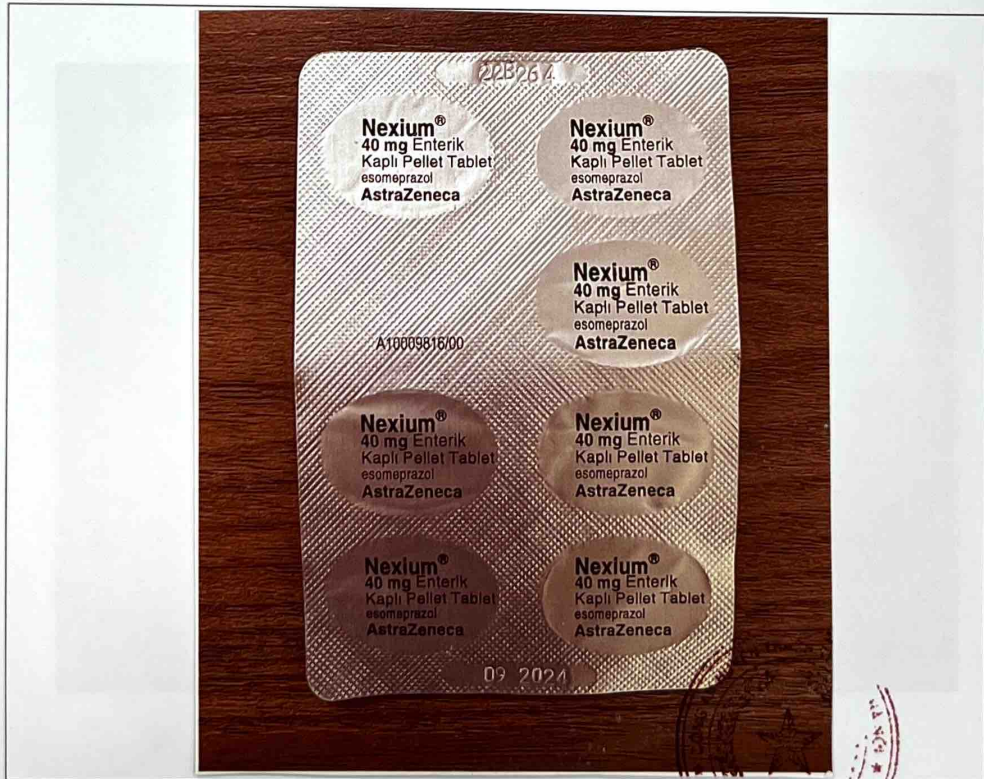 22B264
Nexium®
40 mg Enterik
Kaplı Pellet Tablet
esomeprazol
AstraZeneca
Nexium®
40 mg Enterik
Kaplı Pellet Tablet
esomeprazol
AstraZeneca
Nexium®
40 mg Enterik
Kaplı Pellet Tablet
esomeprazol
AstraZeneca
A10009816/00
Nexium®
40 mg Enterik
Kaplı Pellet Tablet
esomeprazol
AstraZeneca
Nexium®
40 mg Enterik
Kaplı Pellet Tablet
esomeprazol
AstraZeneca
Nexium®
40 mg Enterik
Kaplı Pellet Tablet
esomeprazol
AstraZeneca
Nexium®
40 mg Enterik
Kaplı Pellet Tablet
esomeprazol
AstraZeneca
09 2024